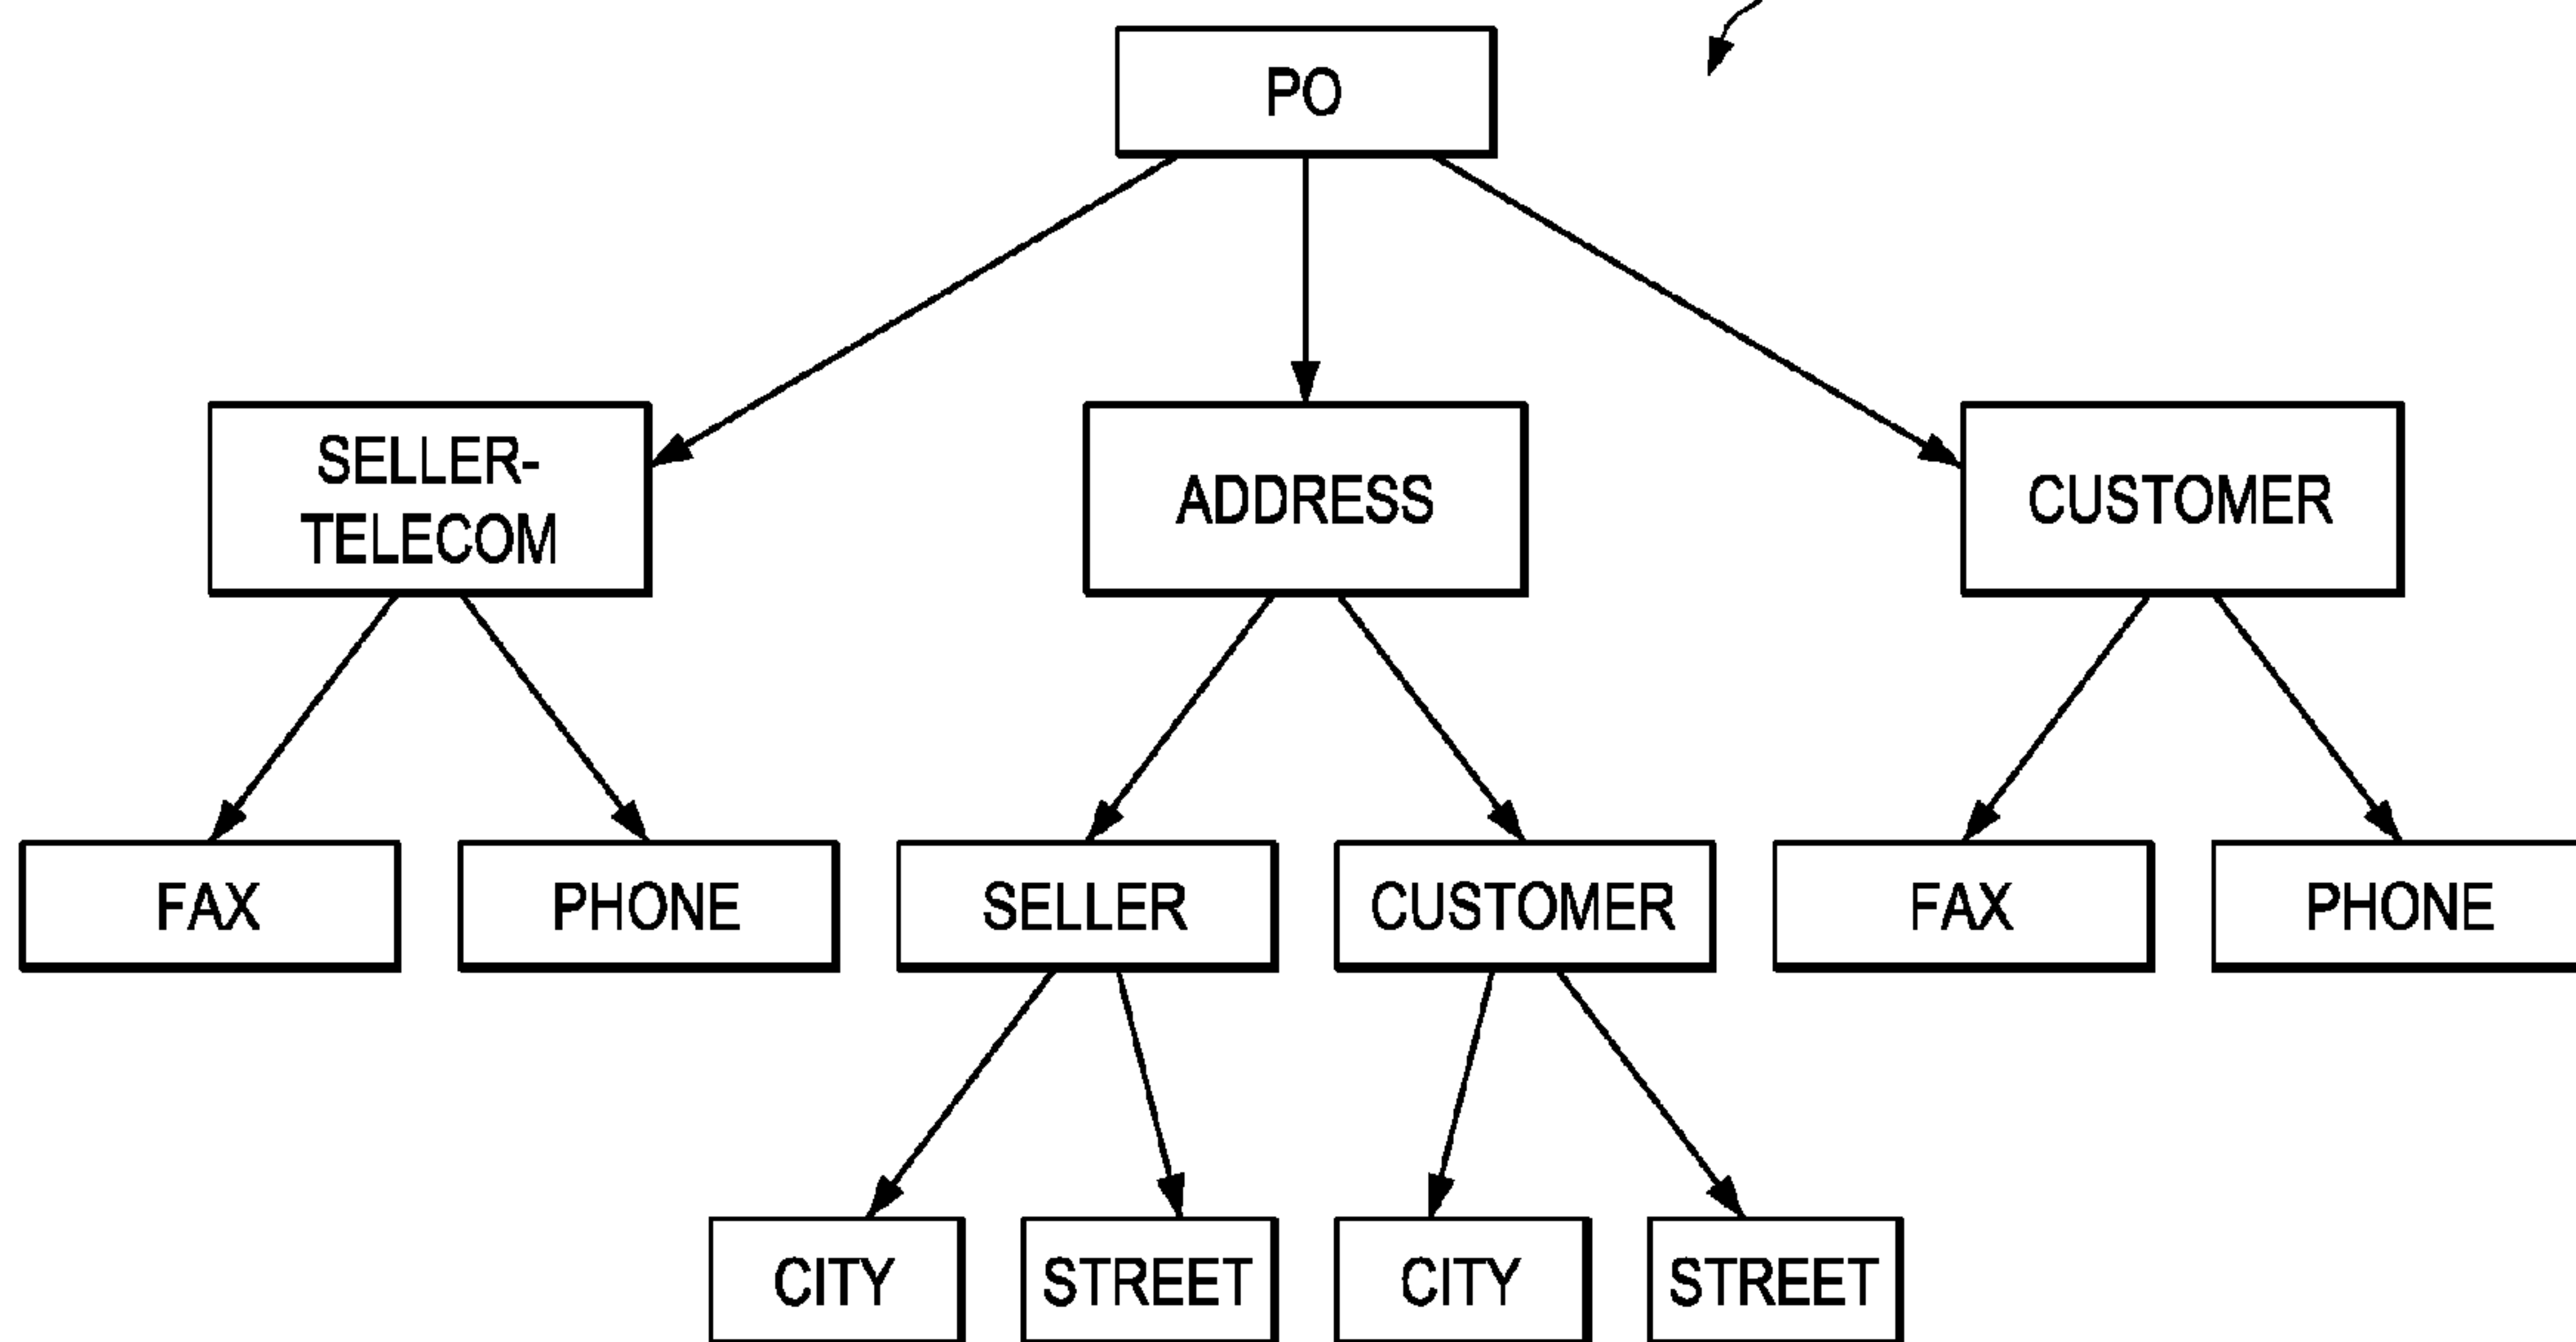 PO
SELLER-
TELECOM
ADDRESS
CUSTOMER
FAX
PHONE
SELLER
CUSTOMER
FAX
PHONE
CITY
STREET
CITY
STREET